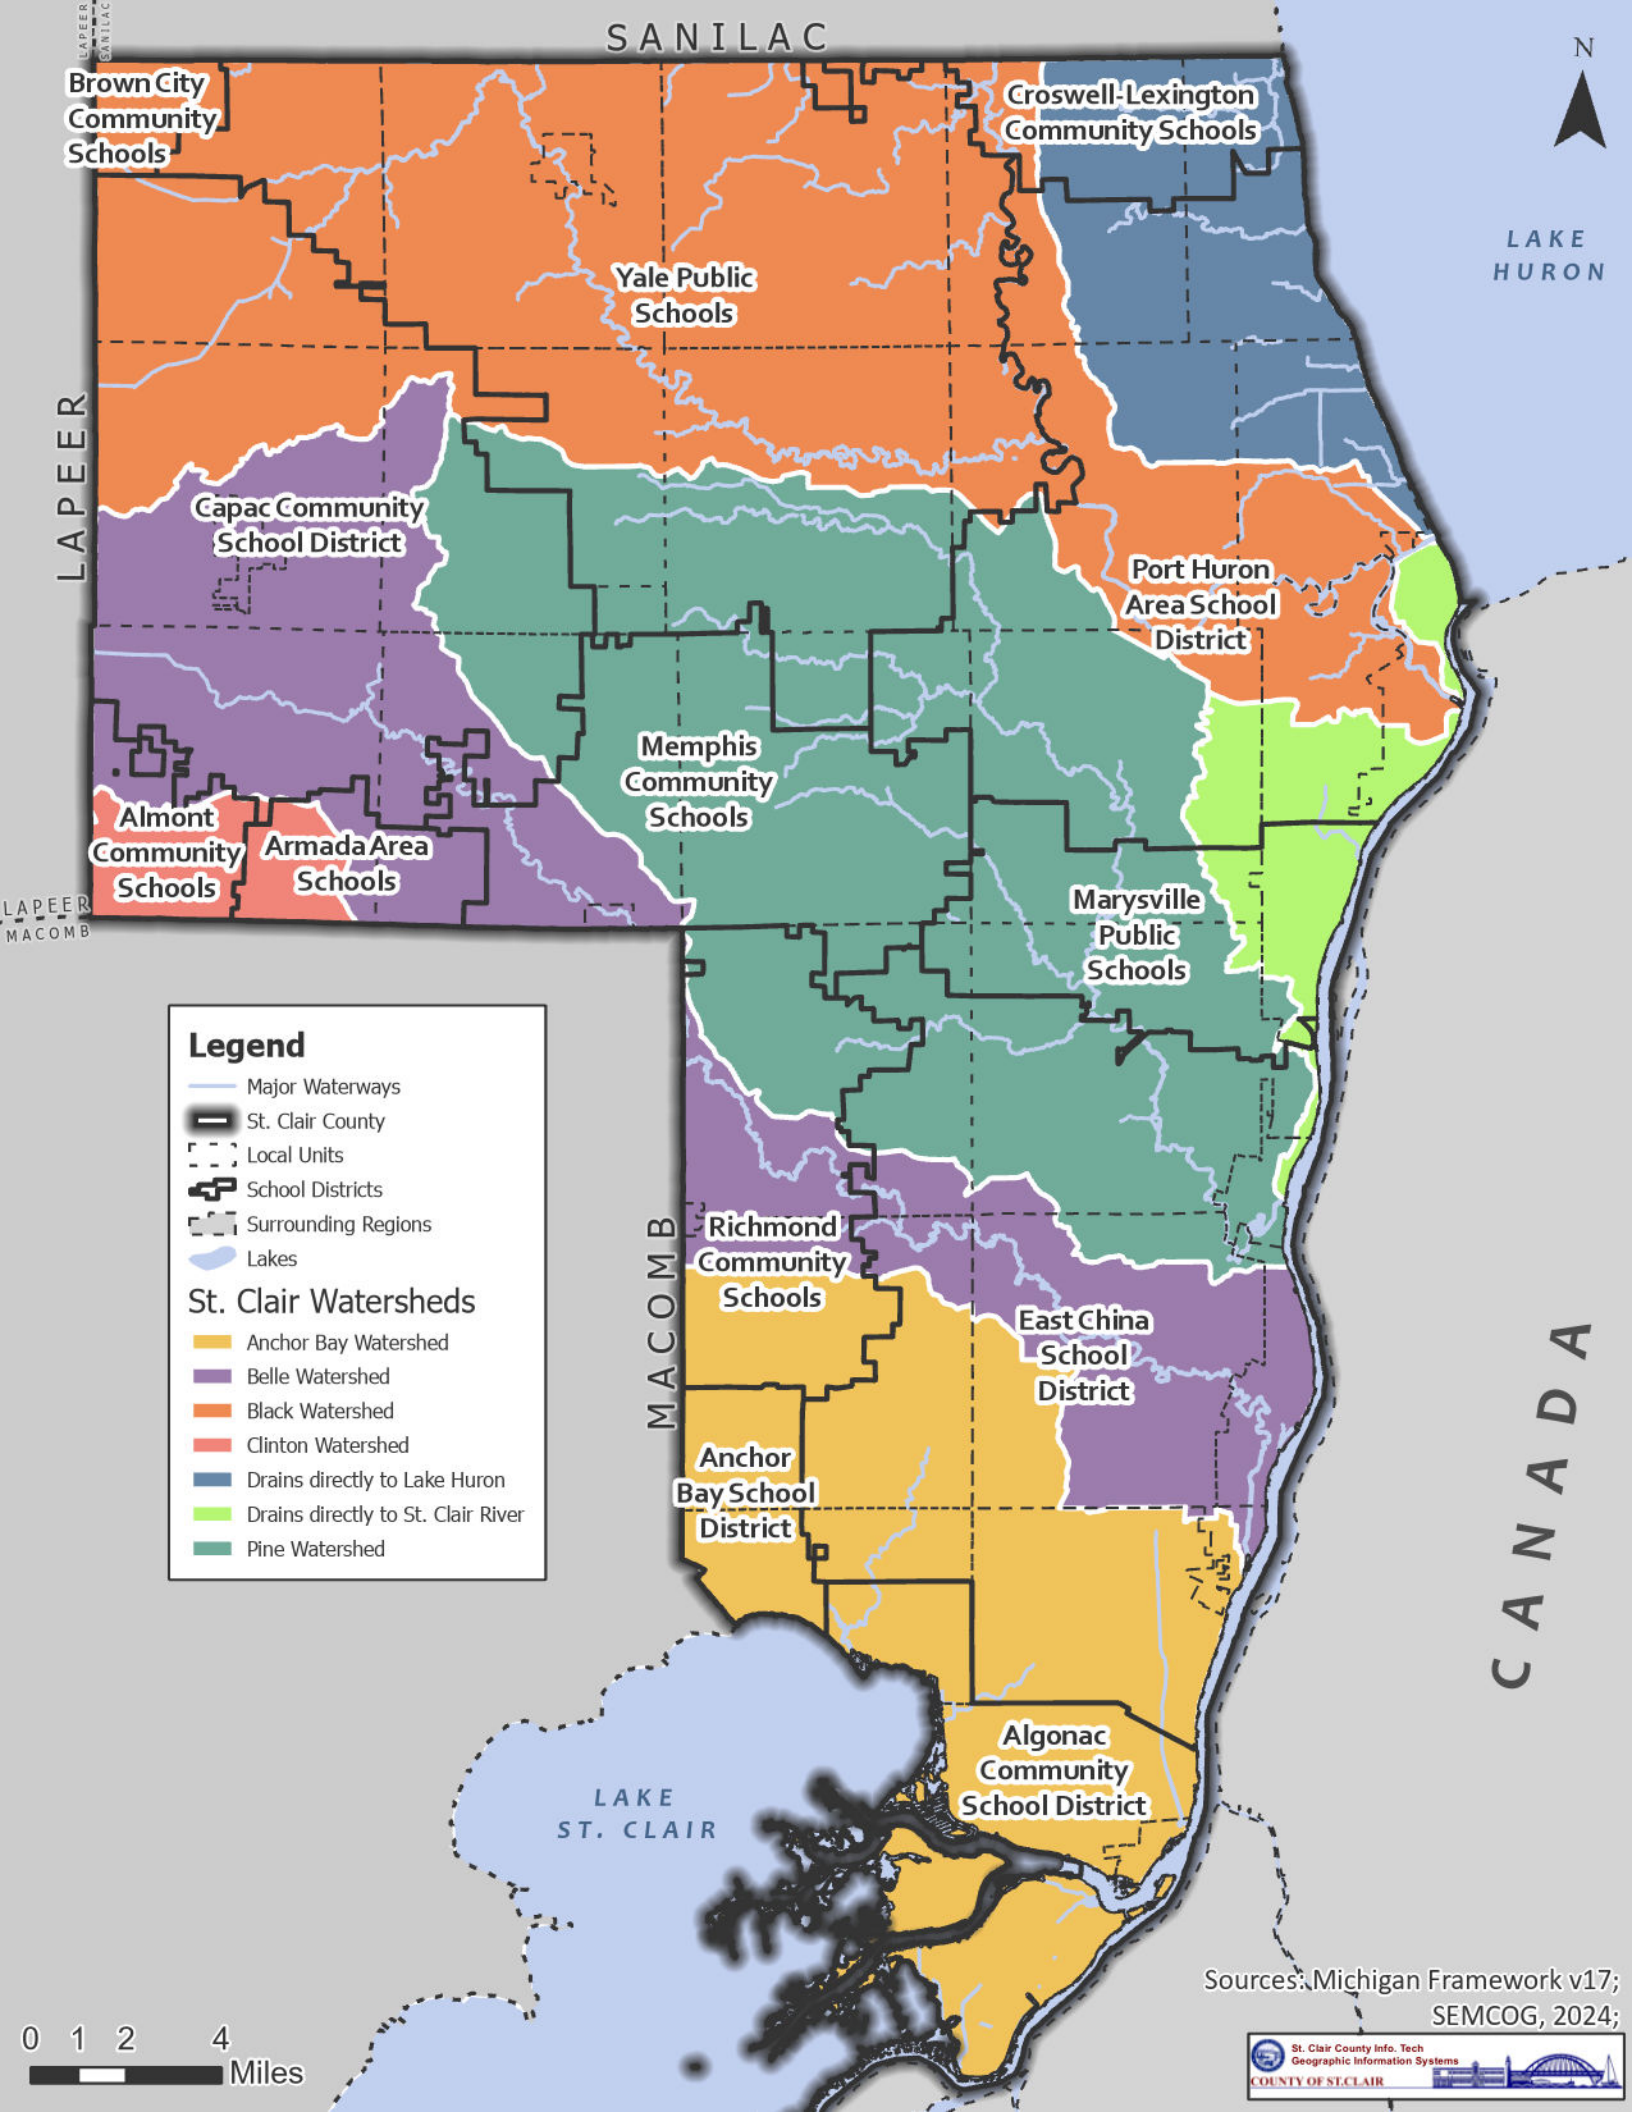 LAPEER
SANILAC
SANILAC
N
Brown City
Community
Schools
Croswell-Lexington
Community Schools
LAKE
HURON
Yale Public
Schools
LAPEER
Capac Community
School District
Port Huron
Area School
District
Memphis
Community
Schools
Almont
Community
Schools
Armada Area
Schools
Marysville
Public
Schools
LAPEER
MACOMB
Legend
Major Waterways
St. Clair County
Local Units
School Districts
Surrounding Regions
Lakes
St. Clair Watersheds
Anchor Bay Watershed
Belle Watershed
Black Watershed
Clinton Watershed
Drains directly to Lake Huron
Drains directly to St. Clair River
Pine Watershed
MACOMB
Richmond
Community
Schools
East China
School
District
CANADA
Anchor
Bay School
District
Algonac
Community
School District
LAKE
ST. CLAIR
Sources: Michigan Framework v17;
SEMCOG, 2024;
0 1 2 4
Miles
St. Clair County Info. Tech
Geographic Information Systems
COUNTY OF ST.CLAIR